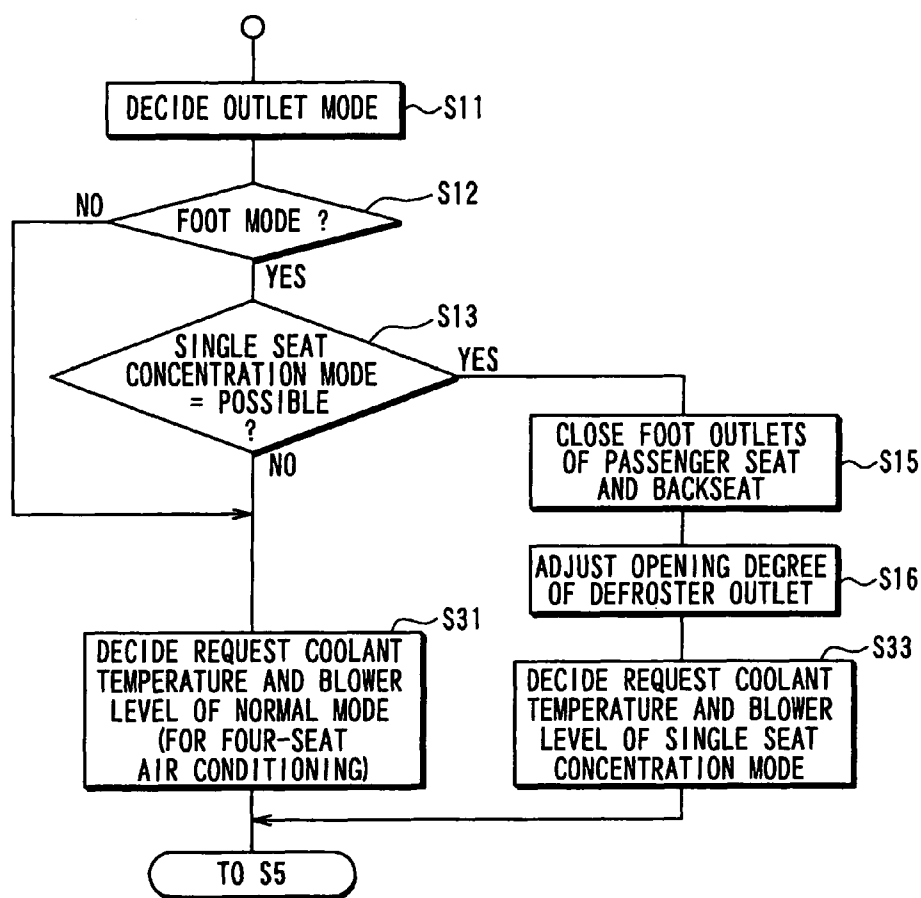 DECIDE OUTLET MODE
S11
NO
FOOT MODE ?
S12
YES
S13
SINGLE SEAT
CONCENTRATION MODE
= POSSIBLE
?
YES
NO
CLOSE FOOT OUTLETS
OF PASSENGER SEAT
AND BACKSEAT
S15
ADJUST OPENING DEGREE
OF DEFROSTER OUTLET
S16
S31
DECIDE REQUEST COOLANT
TEMPERATURE AND BLOWER
LEVEL OF NORMAL MODE
(FOR FOUR-SEAT
AIR CONDITIONING)
S33
DECIDE REQUEST COOLANT
TEMPERATURE AND BLOWER
LEVEL OF SINGLE SEAT
CONCENTRATION MODE
TO S5